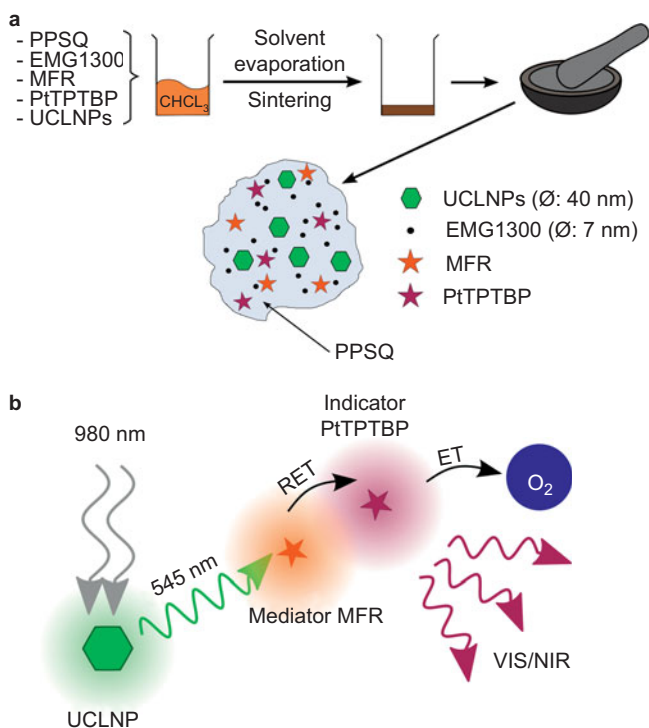 a
- PPSQ
- EMG1300
- MFR
- PtTPTBP
- UCLNPs
CHCL₃
Solvent
evaporation
Sintering
UCLNPs (Ø: 40 nm)
EMG1300 (Ø: 7 nm)
MFR
PtTPTBP
PPSQ
b
980 nm
Indicator
PtTPTBP
RET
ET
O₂
545 nm
Mediator MFR
VIS/NIR
UCLNP